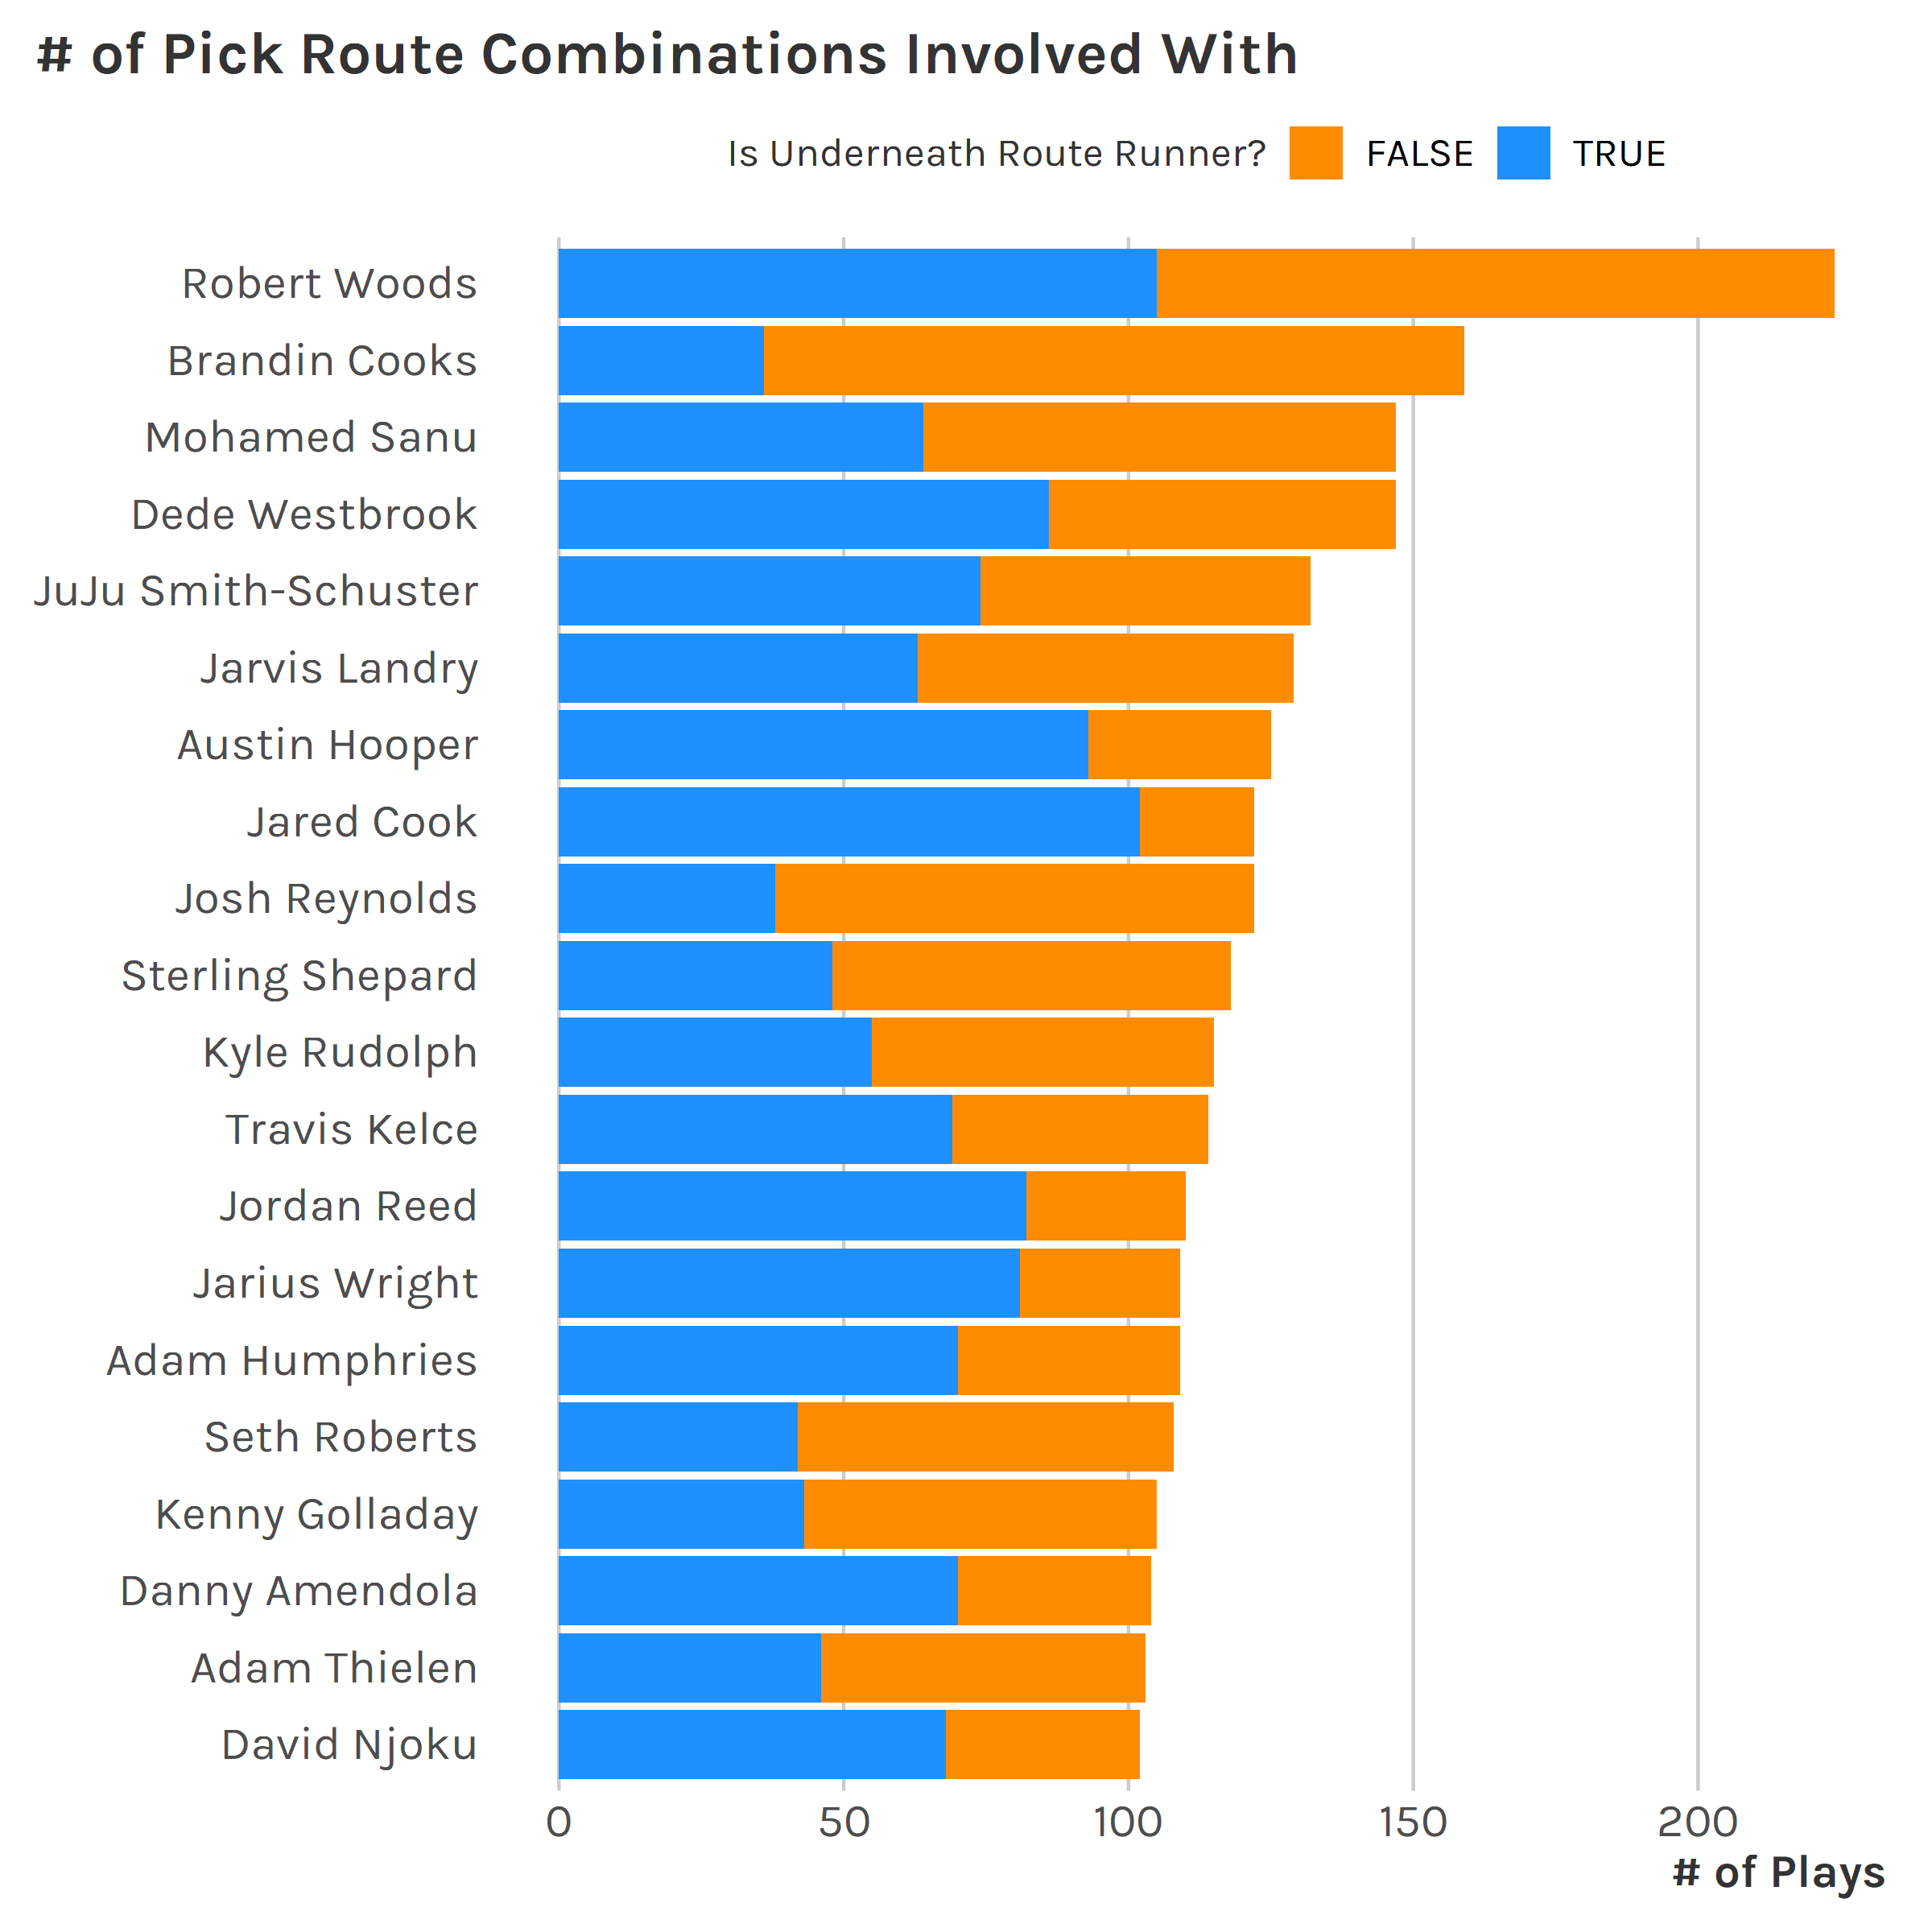 # of Pick Route Combinations Involved With
Is Underneath Route Runner? FALSE TRUE
Robert Woods
Brandin Cooks
Mohamed Sanu
Dede Westbrook
JuJu Smith-Schuster
Jarvis Landry
Austin Hooper
Jared Cook
Josh Reynolds
Sterling Shepard
Kyle Rudolph
Travis Kelce
Jordan Reed
Jarius Wright
Adam Humphries
Seth Roberts
Kenny Golladay
Danny Amendola
Adam Thielen
David Njoku
0 50 100 150 200
# of Plays